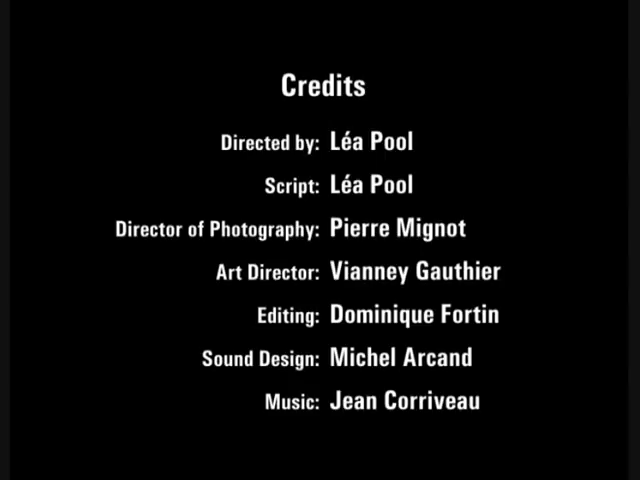 Credits
Directed by: Léa Pool
Script: Léa Pool
Director of Photography: Pierre Mignot
Art Director: Vianney Gauthier
Editing: Dominique Fortin
Sound Design: Michel Arcand
Music: Jean Corriveau